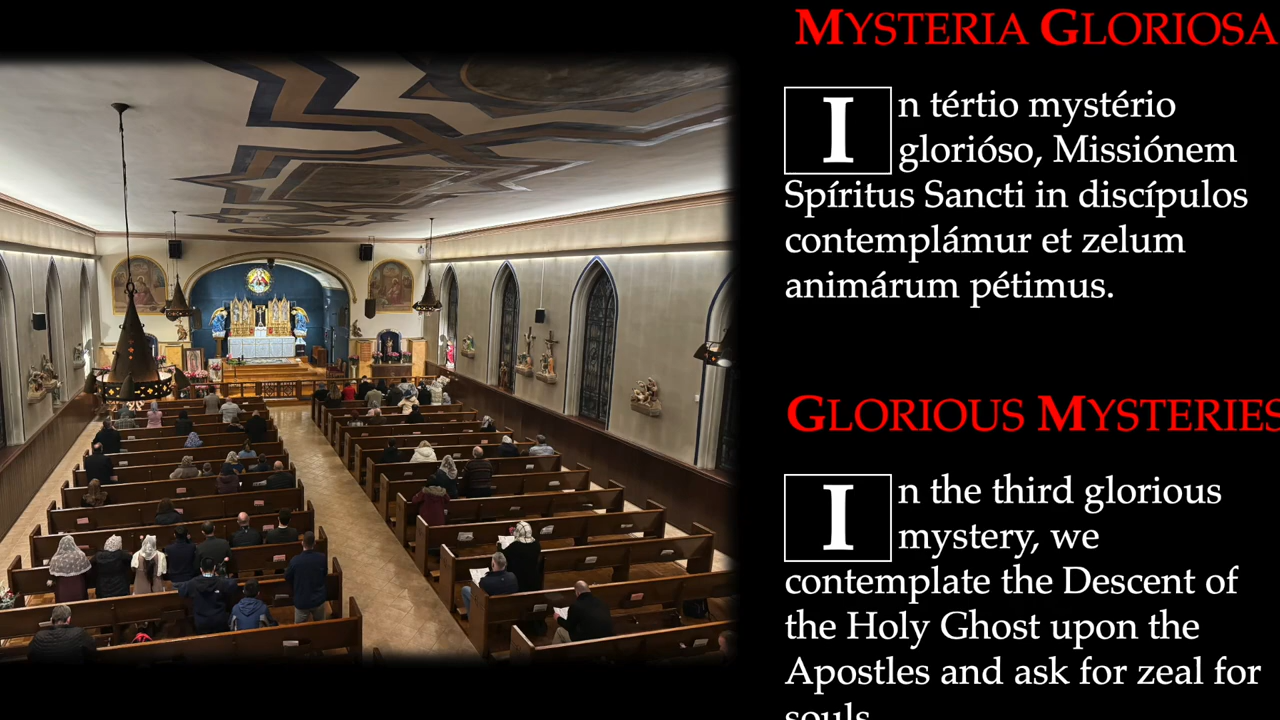 MYSTERIA GLORIOSA
In tértio mystério
glorióso, Missiónem
Spíritus Sancti in discípulos
contemplámur et zelum
animárum pétimus.
GLORIOUS MYSTERIES
In the third glorious
mystery, we
contemplate the Descent of
the Holy Ghost upon the
Apostles and ask for zeal for
souls